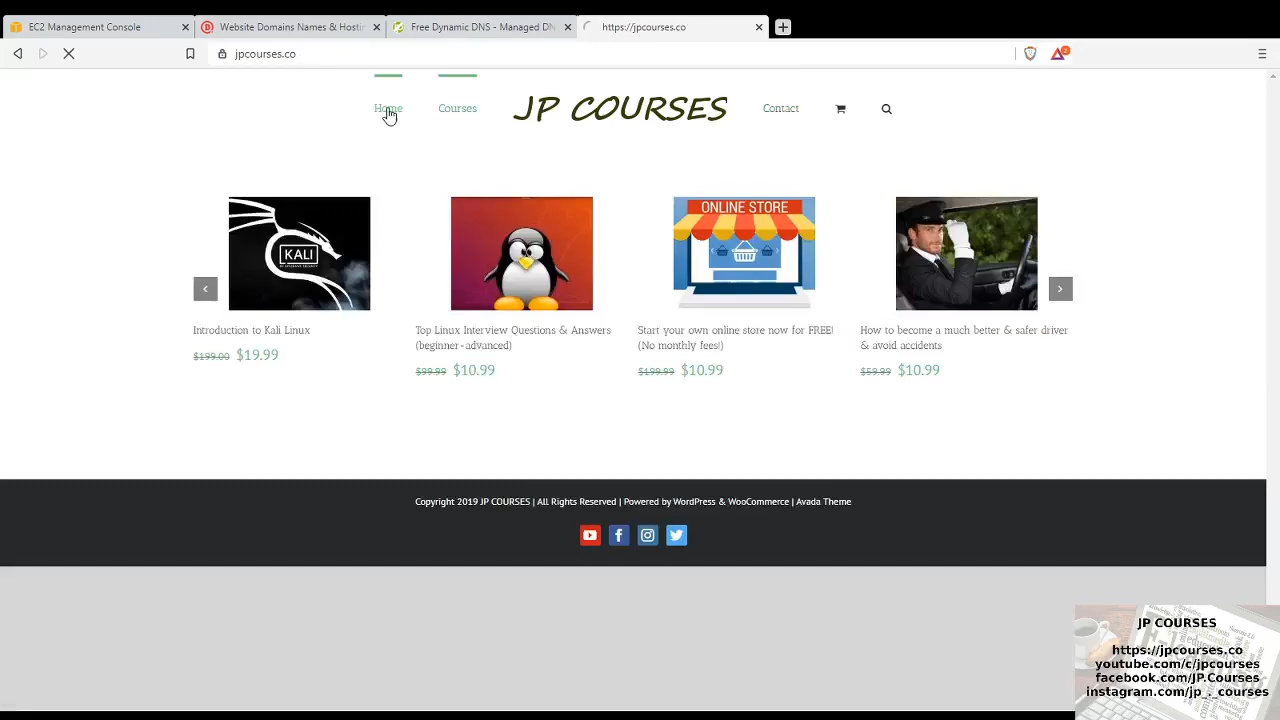 EC2 Management Console
Website Domains Names & Hostin
Free Dynamic DNS - Managed DN
https://jpcourses.co
jpcourses.co
2
Home
Courses
JP COURSES
Contact
KALI
ONLINE STORE
Introduction to Kali Linux
$199.00 $19.99
Top Linux Interview Questions & Answers
(beginner-advanced)
$39.99 $10.99
Start your own online store now for FREE!
(No monthly fees!)
$199.99 $10.99
How to become a much better & safer driver
& avoid accidents
$59.99 $10.99
Copyright 2019 JP COURSES | All Rights Reserved | Powered by WordPress & WooCommerce | Avada Theme
JP COURSES
https://jpcourses.co
youtube.com/c/jpcourses
facebook.com/JP.Courses
instagram.com/jp_._courses